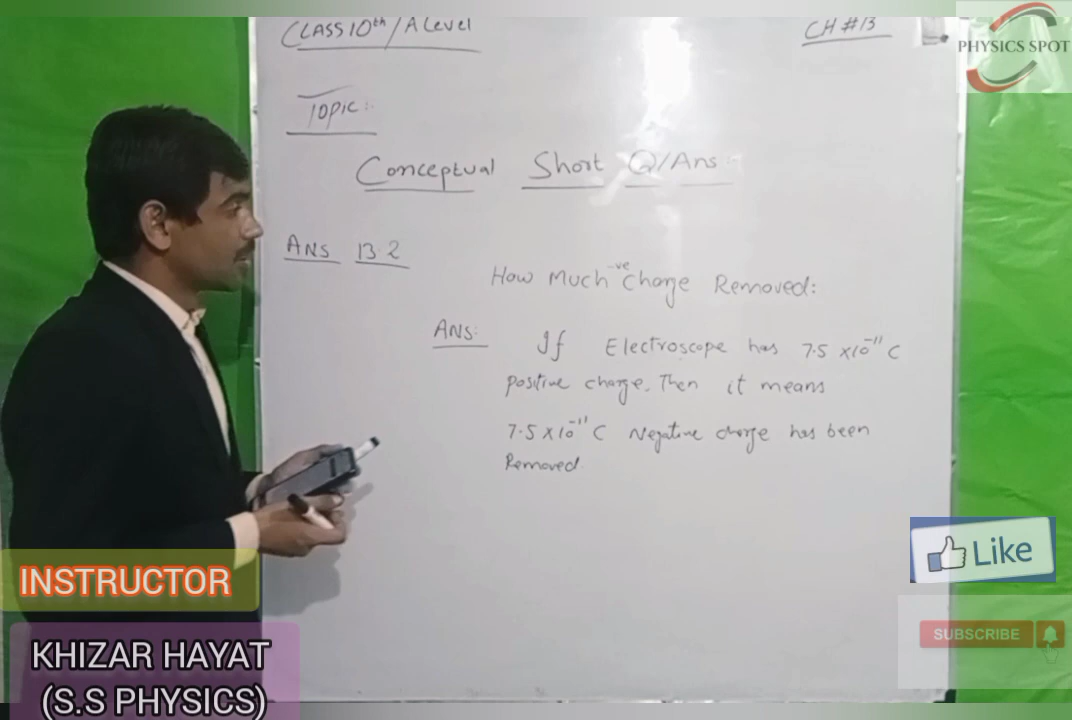 CLASS 10th / A Level
CH # 13
PHYSICS SPOT
Topic:
Conceptual Short Q/Ans:
ANS 13.2
How Much -ve charge Removed:
ANS: If Electroscope has 7.5 x10⁻¹¹ C
positive charge. Then it means
7.5 x 10⁻¹¹ C Negative charge has been
Removed.
Like
INSTRUCTOR
SUBSCRIBE
KHIZAR HAYAT
(S.S PHYSICS)